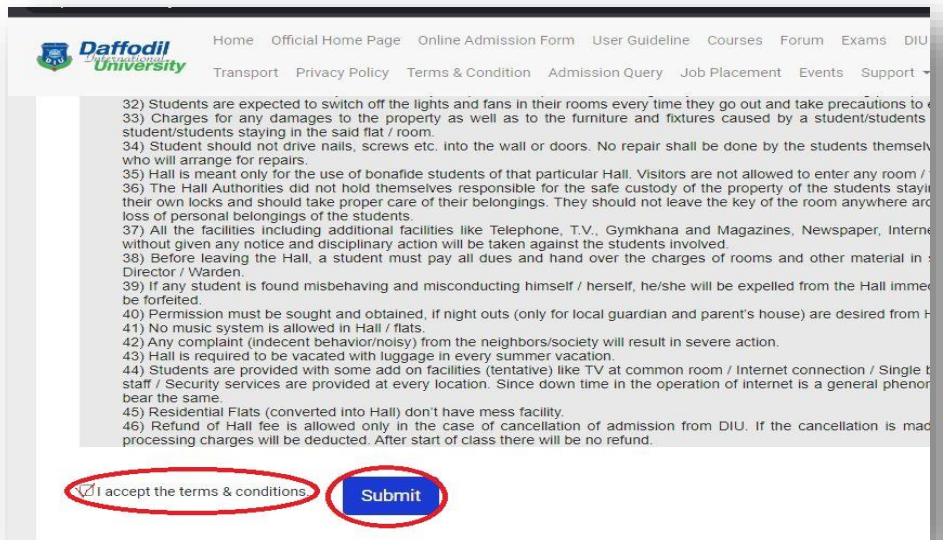 Daffodil
International
University
Home Official Home Page Online Admission Form User Guideline Courses Forum Exams DIU
Transport Privacy Policy Terms & Condition Admission Query Job Placement Events Support
32) Students are expected to switch off the lights and fans in their rooms every time they go out and take precautions to
33) Charges for any damages to the property as well as to the furniture and fixtures caused by a student/students
student/students staying in the said flat / room.
34) Student should not drive nails, screws etc. into the wall or doors. No repair shall be done by the students
who will arrange for repairs.
35) Hall is meant only for the use of bonafide students of that particular Hall. Visitors are not allowed to enter any room /
36) The Hall Authorities did not hold themselves responsible for the safe custody of the property of the students
their own locks and should take proper care of their belongings. They should not leave the key of the room anywhere
loss of personal belongings of the students.
37) All the facilities including additional facilities like Telephone, T.V., Gymkhana and Magazines, Newspaper,
without given any notice and disciplinary action will be taken against the students involved.
38) Before leaving the Hall, a student must pay all dues and hand over the charges of rooms and other material in
Director / Warden.
39) If any student is found misbehaving and misconducting himself / herself, he/she will be expelled from the Hall
be forfeited.
40) Permission must be sought and obtained, if night outs (only for local guardian and parent's house) are desired from
41) No music system is allowed in Hall / flats.
42) Any complaint (indecent behavior/noisy) from the neighbors/society will result in severe action.
43) Hall is required to be vacated with luggage in every summer vacation.
44) Students are provided with some add on facilities (tentative) like TV at common room / Internet connection / Single
staff / Security services are provided at every location. Since down time in the operation of internet is a general
bear the same.
45) Residential Flats (converted into Hall) don't have mess facility.
46) Refund of Hall fee is allowed only in the case of cancellation of admission from DIU. If the cancellation is
processing charges will be deducted. After start of class there will be no refund.
I accept the terms & conditions.
Submit